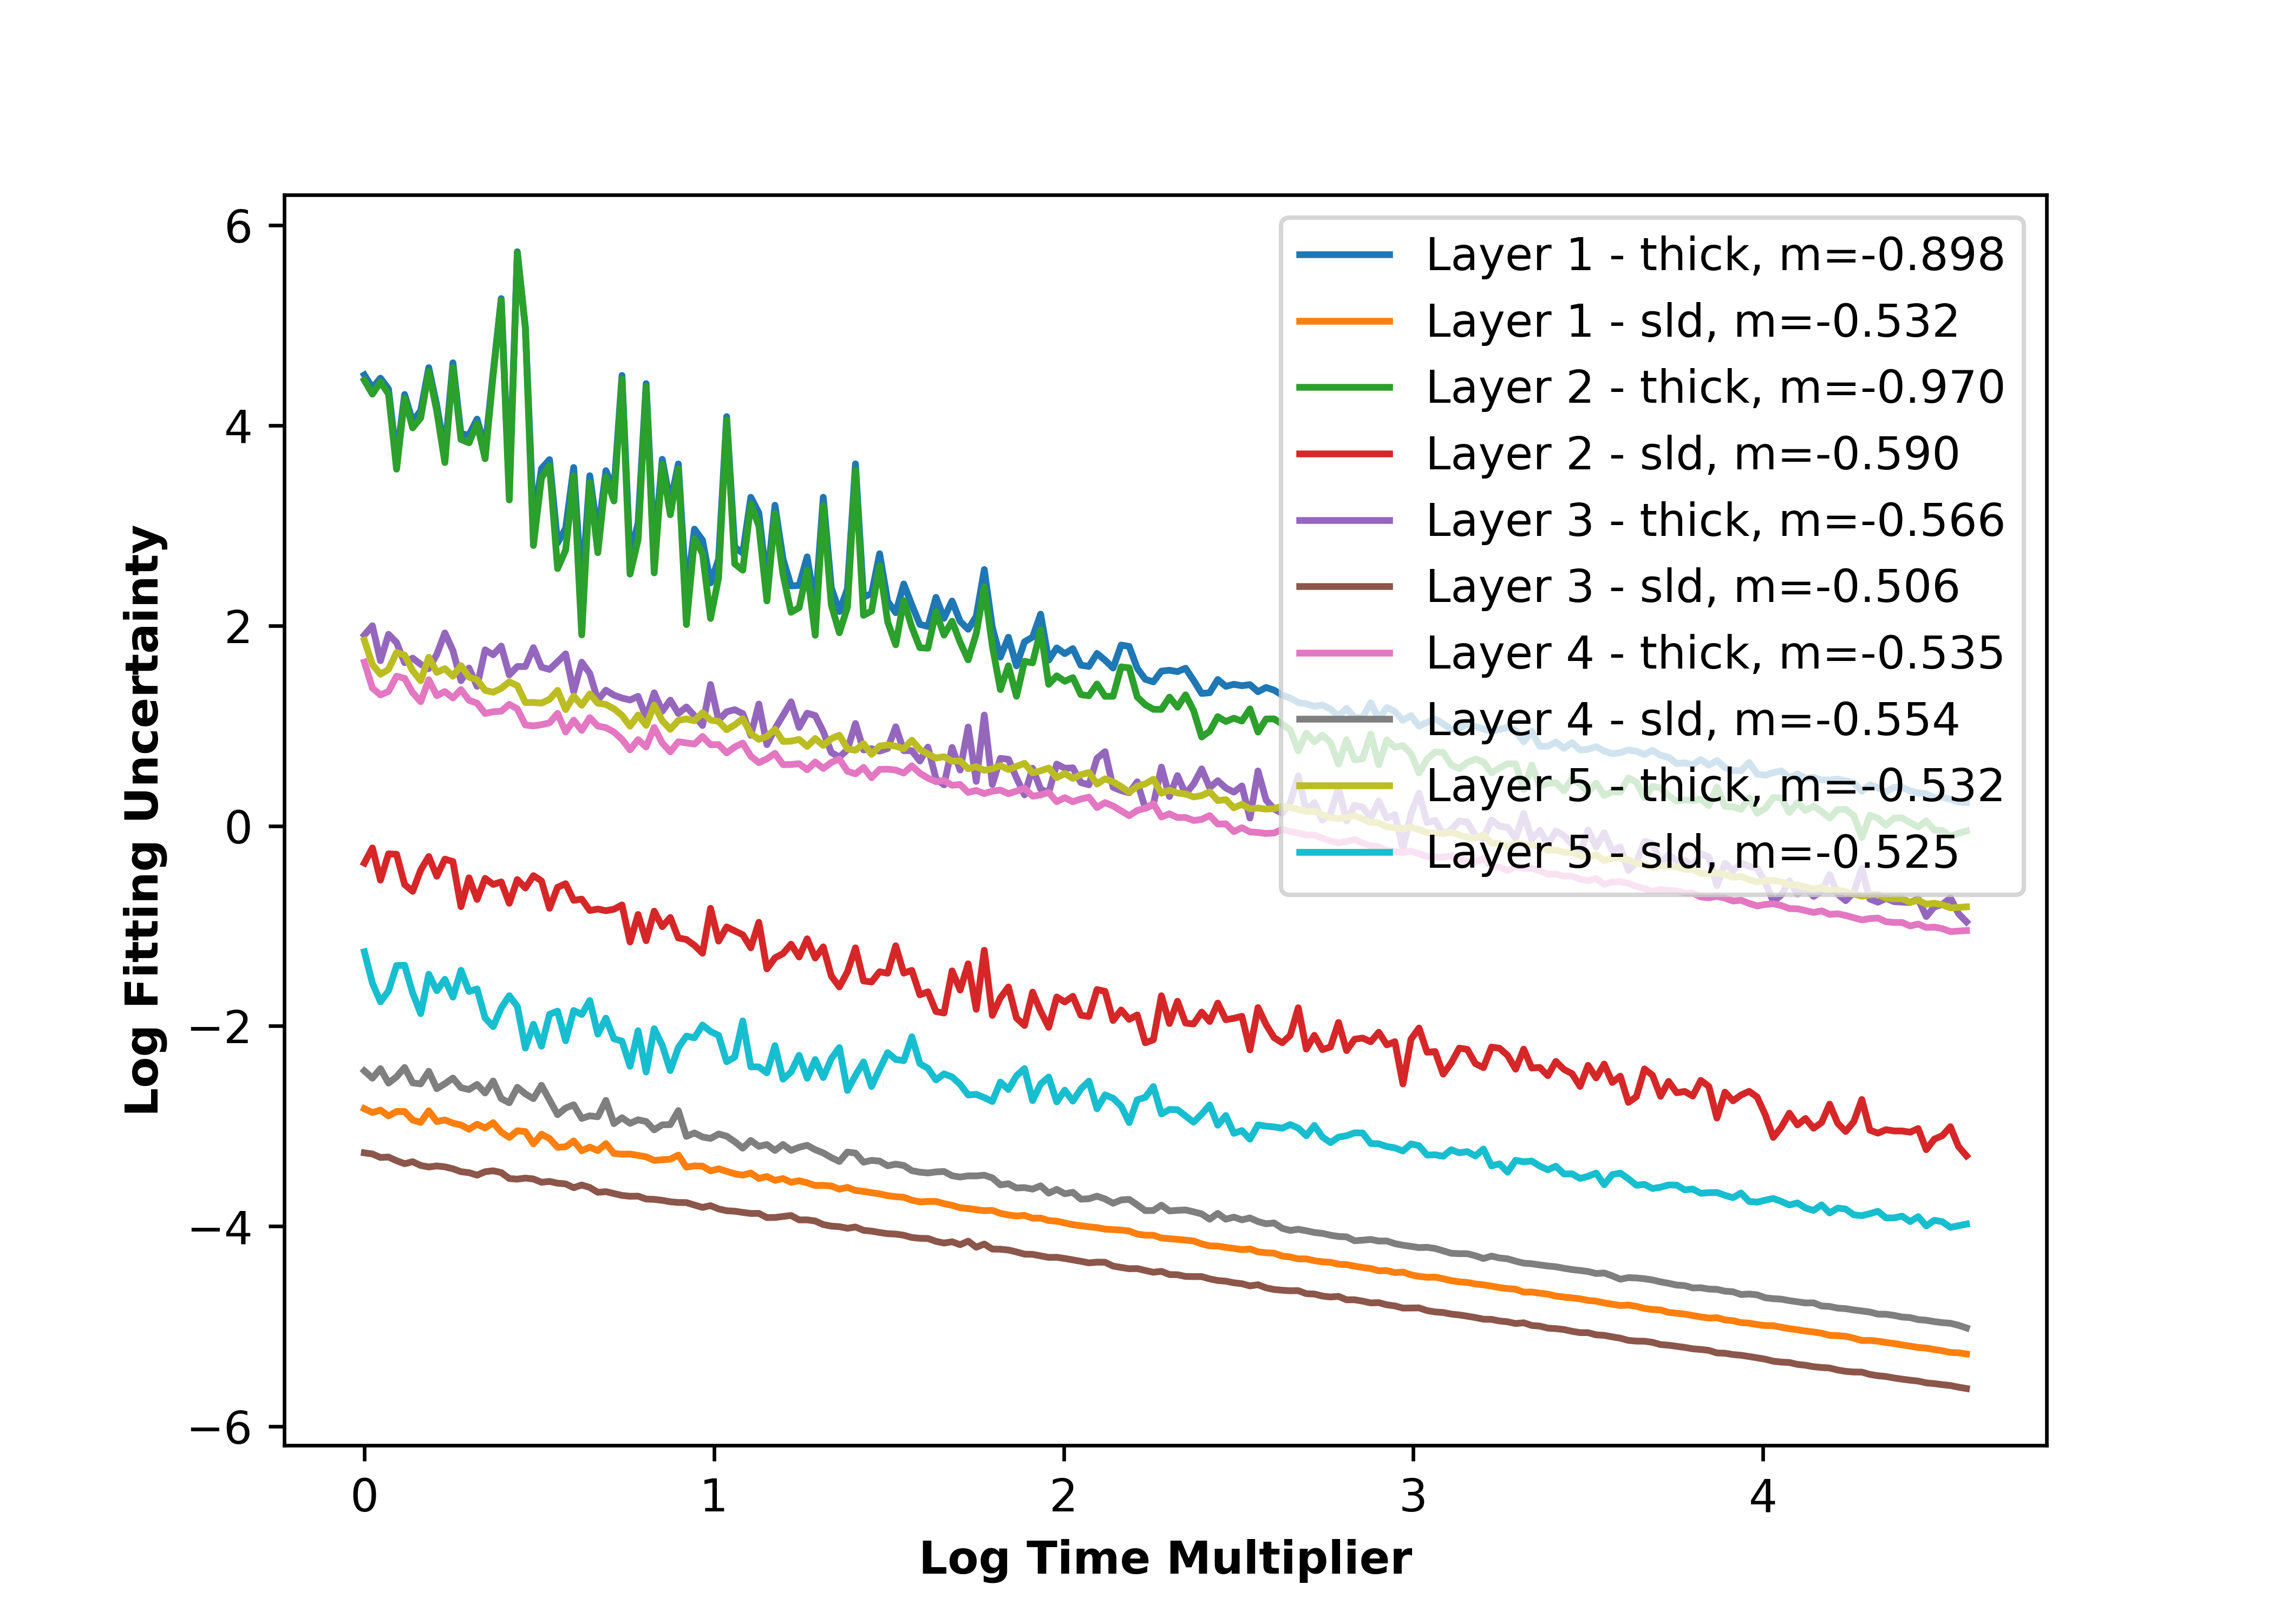 6
4
2
0
−2
−4
−6
Log Fitting Uncertainty
Layer 1 - thick, m=-0.898
Layer 1 - sld, m=-0.532
Layer 2 - thick, m=-0.970
Layer 2 - sld, m=-0.590
Layer 3 - thick, m=-0.566
Layer 3 - sld, m=-0.506
Layer 4 - thick, m=-0.535
Layer 4 - sld, m=-0.554
Layer 5 - thick, m=-0.532
Layer 5 - sld, m=-0.525
0 1 2 3 4
Log Time Multiplier